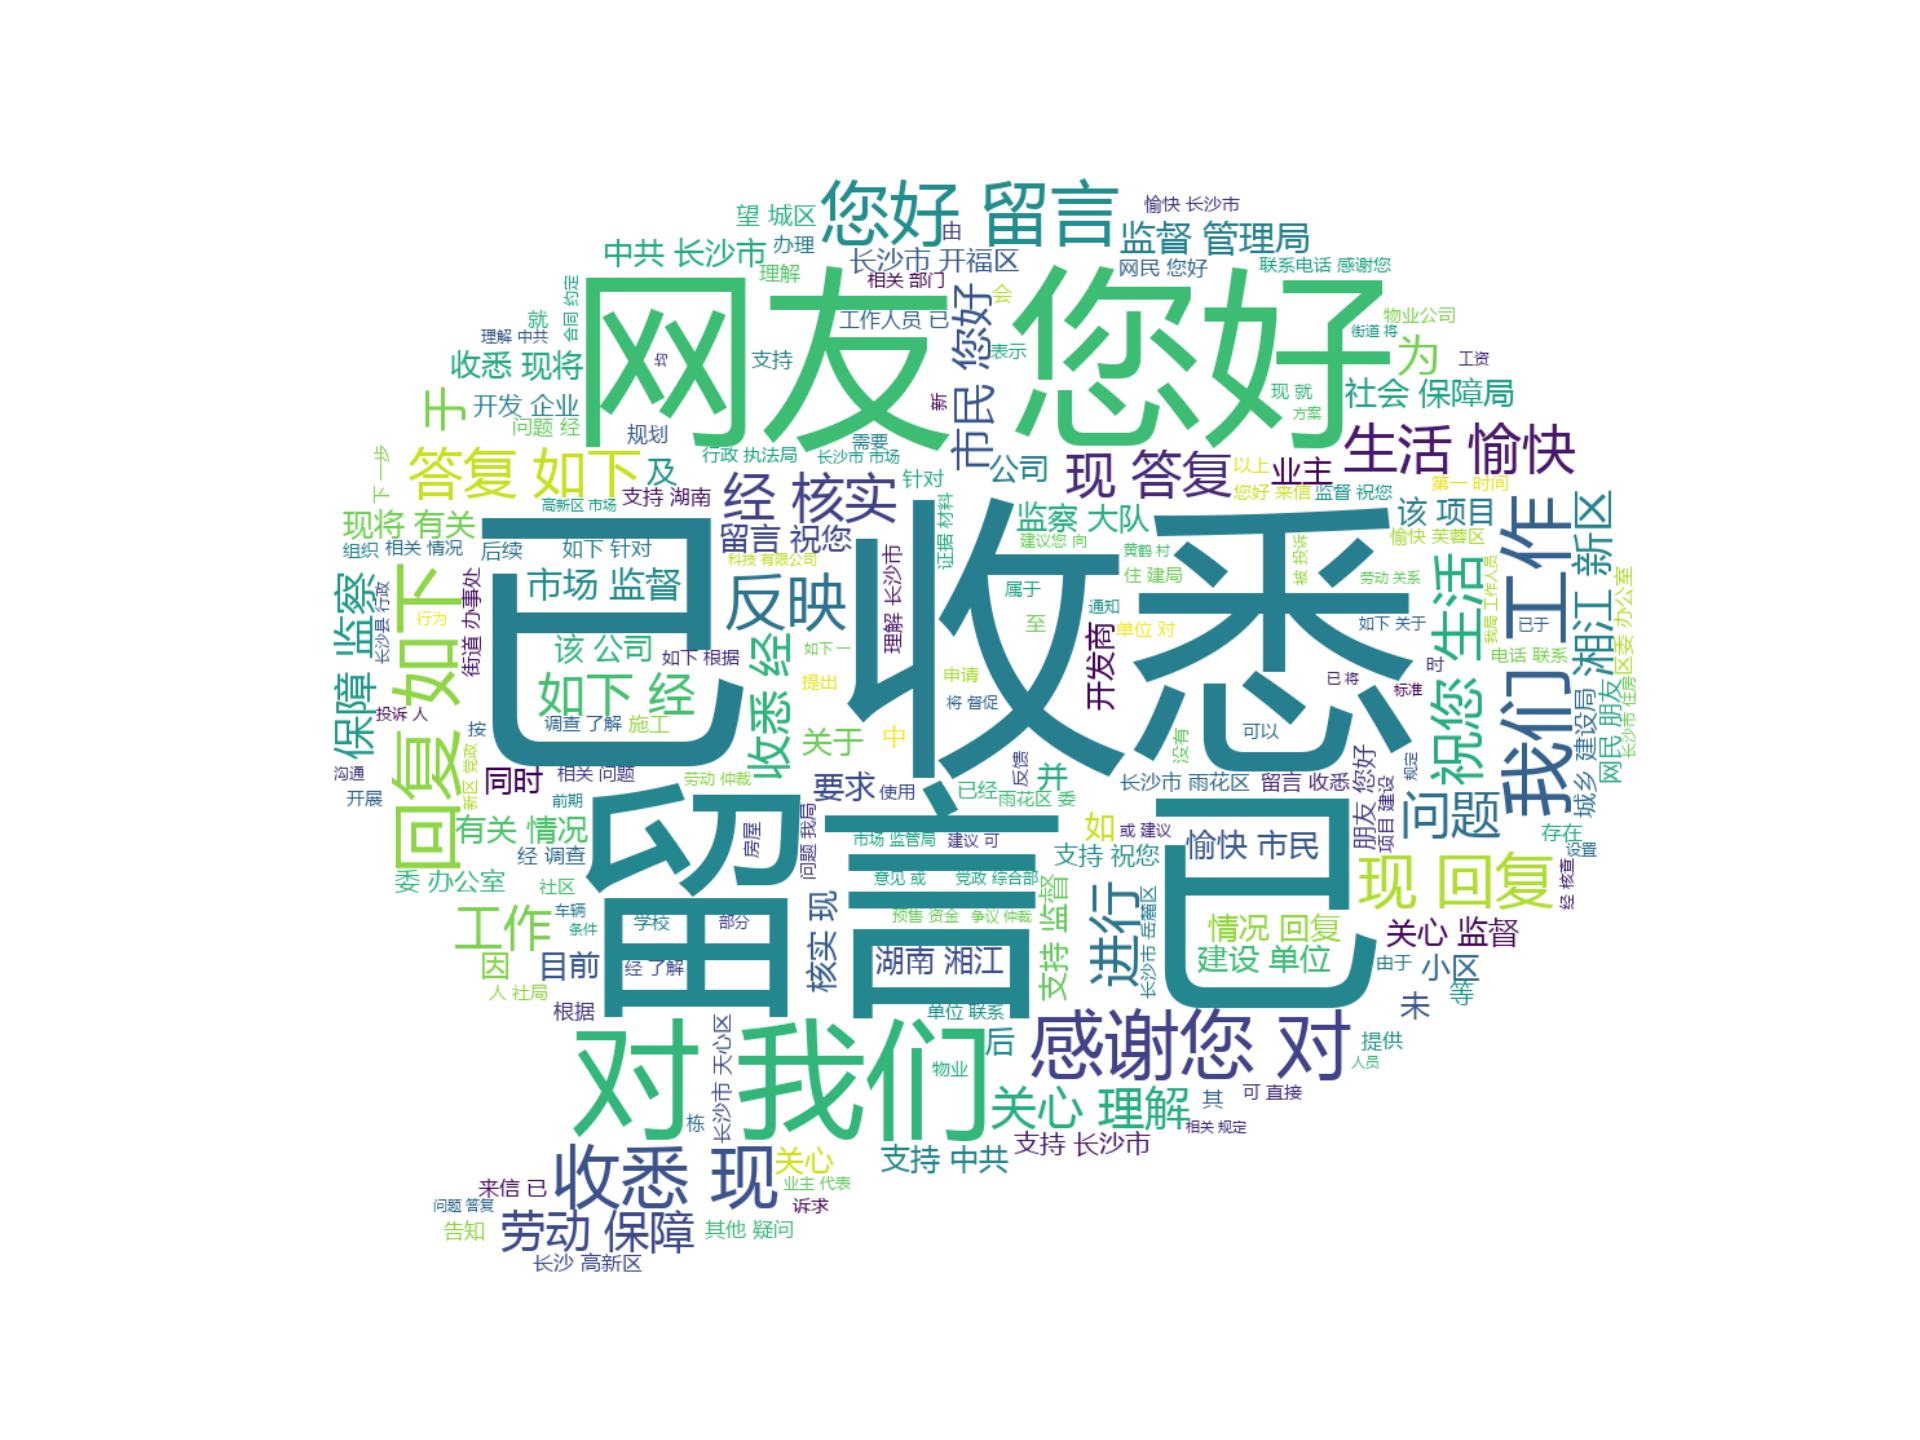 您好 留言
愉快 长沙市
望 城区
由
监督 管理局
中共 长沙市
办理
长沙市 开福区
网民 您好
联系电话 感谢您
理解
相关 部门
网友 您好
会
合同 约定
就
工作人员 已
市民 您好
物业公司
理解 中共
街道 将
收悉 现将
均
支持
表示
为
工资
于
开发 企业
新
现 就
社会 保障局
方案
问题 经
规划
需要
生活 愉快
答复 如下
及
行政 执法局
长沙市 市场
公司
现 答复
以上
业主
下 一步
支持 湖南
经 核实
针对
您好 来信
监督 祝您
第一 时间
高新区 市场
证据 材料
监察 大队
该 项目
我们 工作
湘江 新区
现将 有关
留言 祝您
建议您 向
愉快 芙蓉区
组织
相关 情况
后续
如下 针对
科技 有限公司
理解 长沙市
黄鹤 村
被 投诉
已 收悉
市场 监督
反映
住 建局
劳动 关系
祝您 生活
我局 工作人员
长沙市 住房
区委 办公室
保障 监察
长沙县 行政
回复 如下
行为
街道 办事处
属于
通知
至
单位 对
如下 关于
已于
该 公司
收悉 经
如下 根据
如下 一
开发商
电话 联系
时
如下 经
提出
申请
已 将
标准
网民 朋友
城乡 建设局
投诉 人
按
调查 了解
施工
关于
中
将 督促
没有
可以
沟通
新区 党政
同时
相关 问题
劳动 仲裁
要求
使用
已经
反馈
并
长沙市 雨花区
留言 收悉
朋友 您好
规定
开展
前期
留言 已
雨花区 委
项目 建设
问题
有关 情况
房屋
问题 我局
市场 监管局
建议 可
如
或 建议
存在
设置
经 调查
支持 祝您
愉快 市民
委 办公室
社区
意见 或
党政 综合部
支持 监督
进行
长沙市 岳麓区
现 回复
经 核查
工作
车辆
条件
学校
部分
核实 现
预售 资金
争议 仲裁
情况 回复
关心 监督
因
目前
经 了解
湖南 湘江
建设 单位
由于
小区
人 社局
根据
单位 联系
未
等
对 我们
长沙市 天心区
后
感谢您 对
提供
物业
人员
栋
关心 理解
其
可 直接
相关 规定
支持 长沙市
收悉 现
关心
支持 中共
来信 已
业主 代表
问题 答复
诉求
告知
劳动 保障
其他 疑问
长沙 高新区